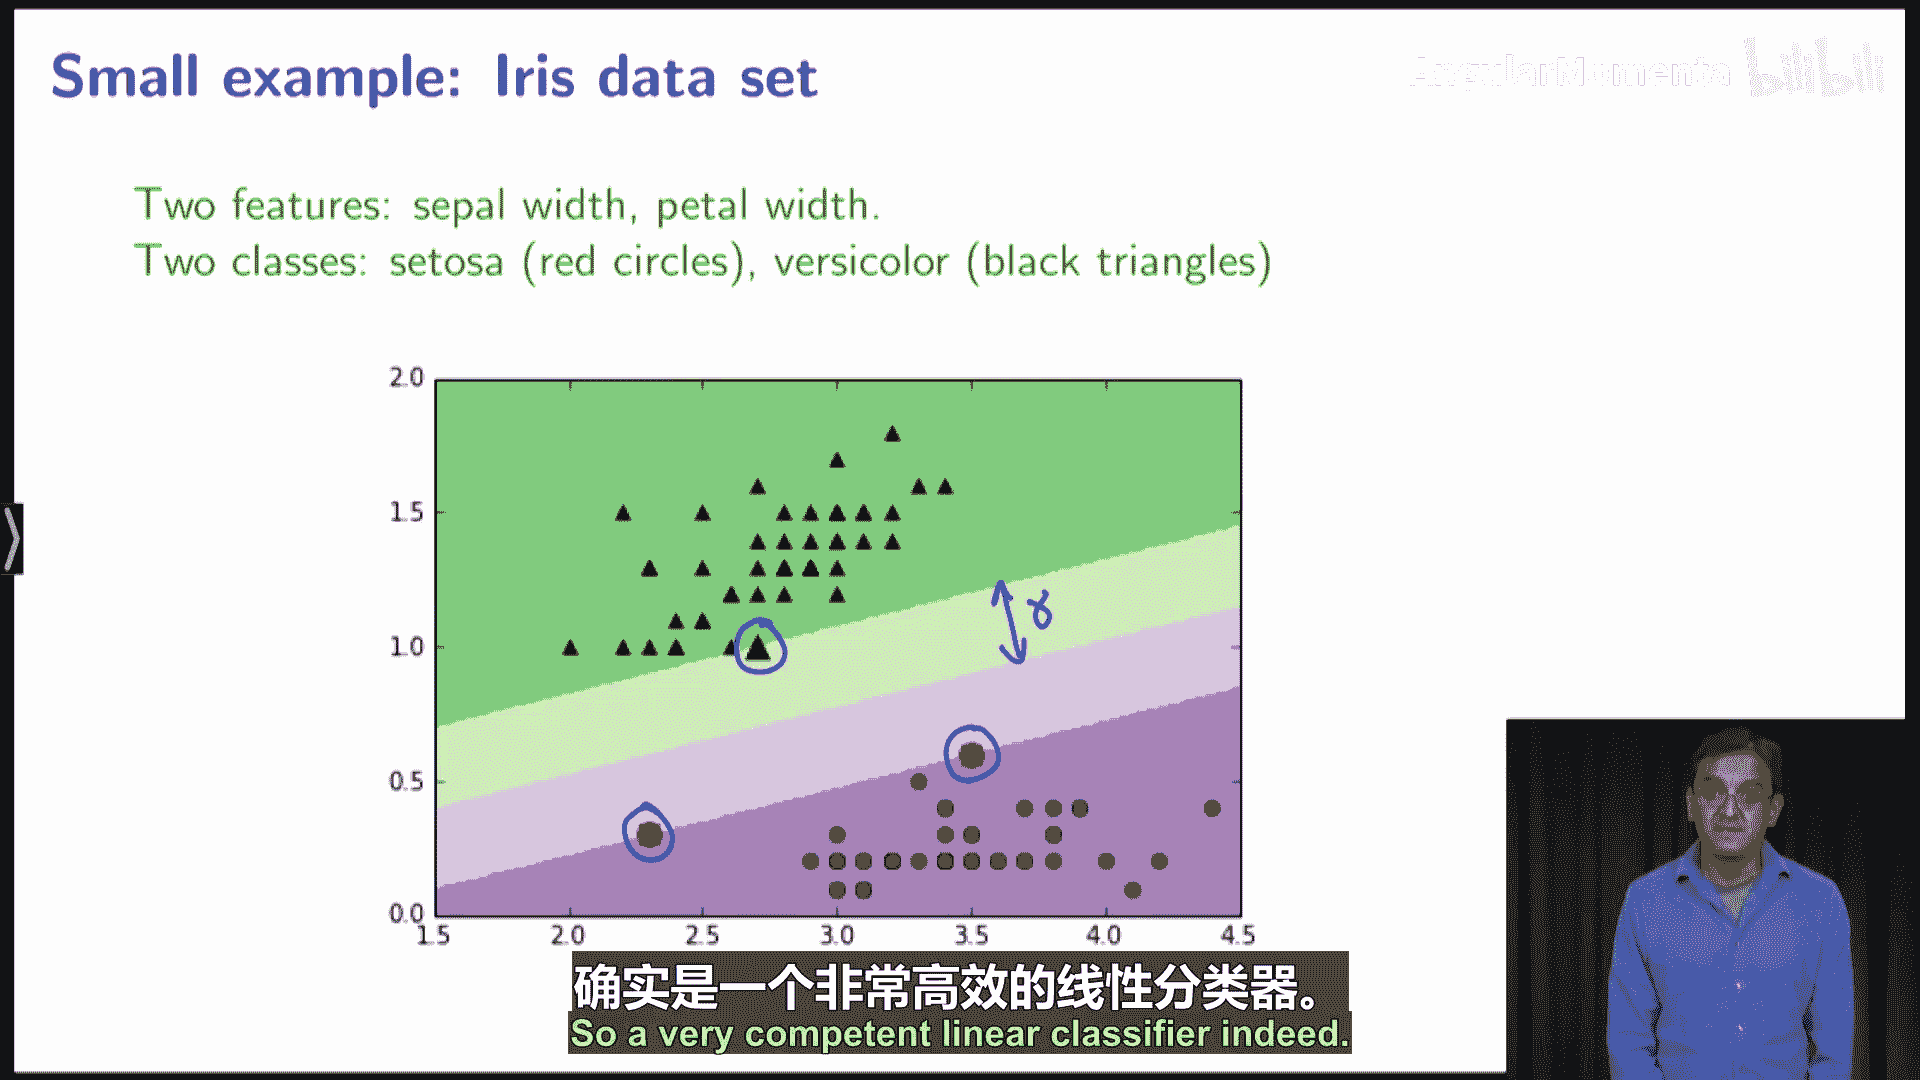 Small example: Iris data set
AngularMomenta bilibili
Two features: sepal width, petal width.
Two classes: setosa (red circles), versicolor (black triangles)
2.0
1.5
1.0
0.5
0.0
γ
1.5 2.0 2.5 3.0 3.5 4.0 4.5
确实是一个非常高效的线性分类器。
So a very competent linear classifier indeed.